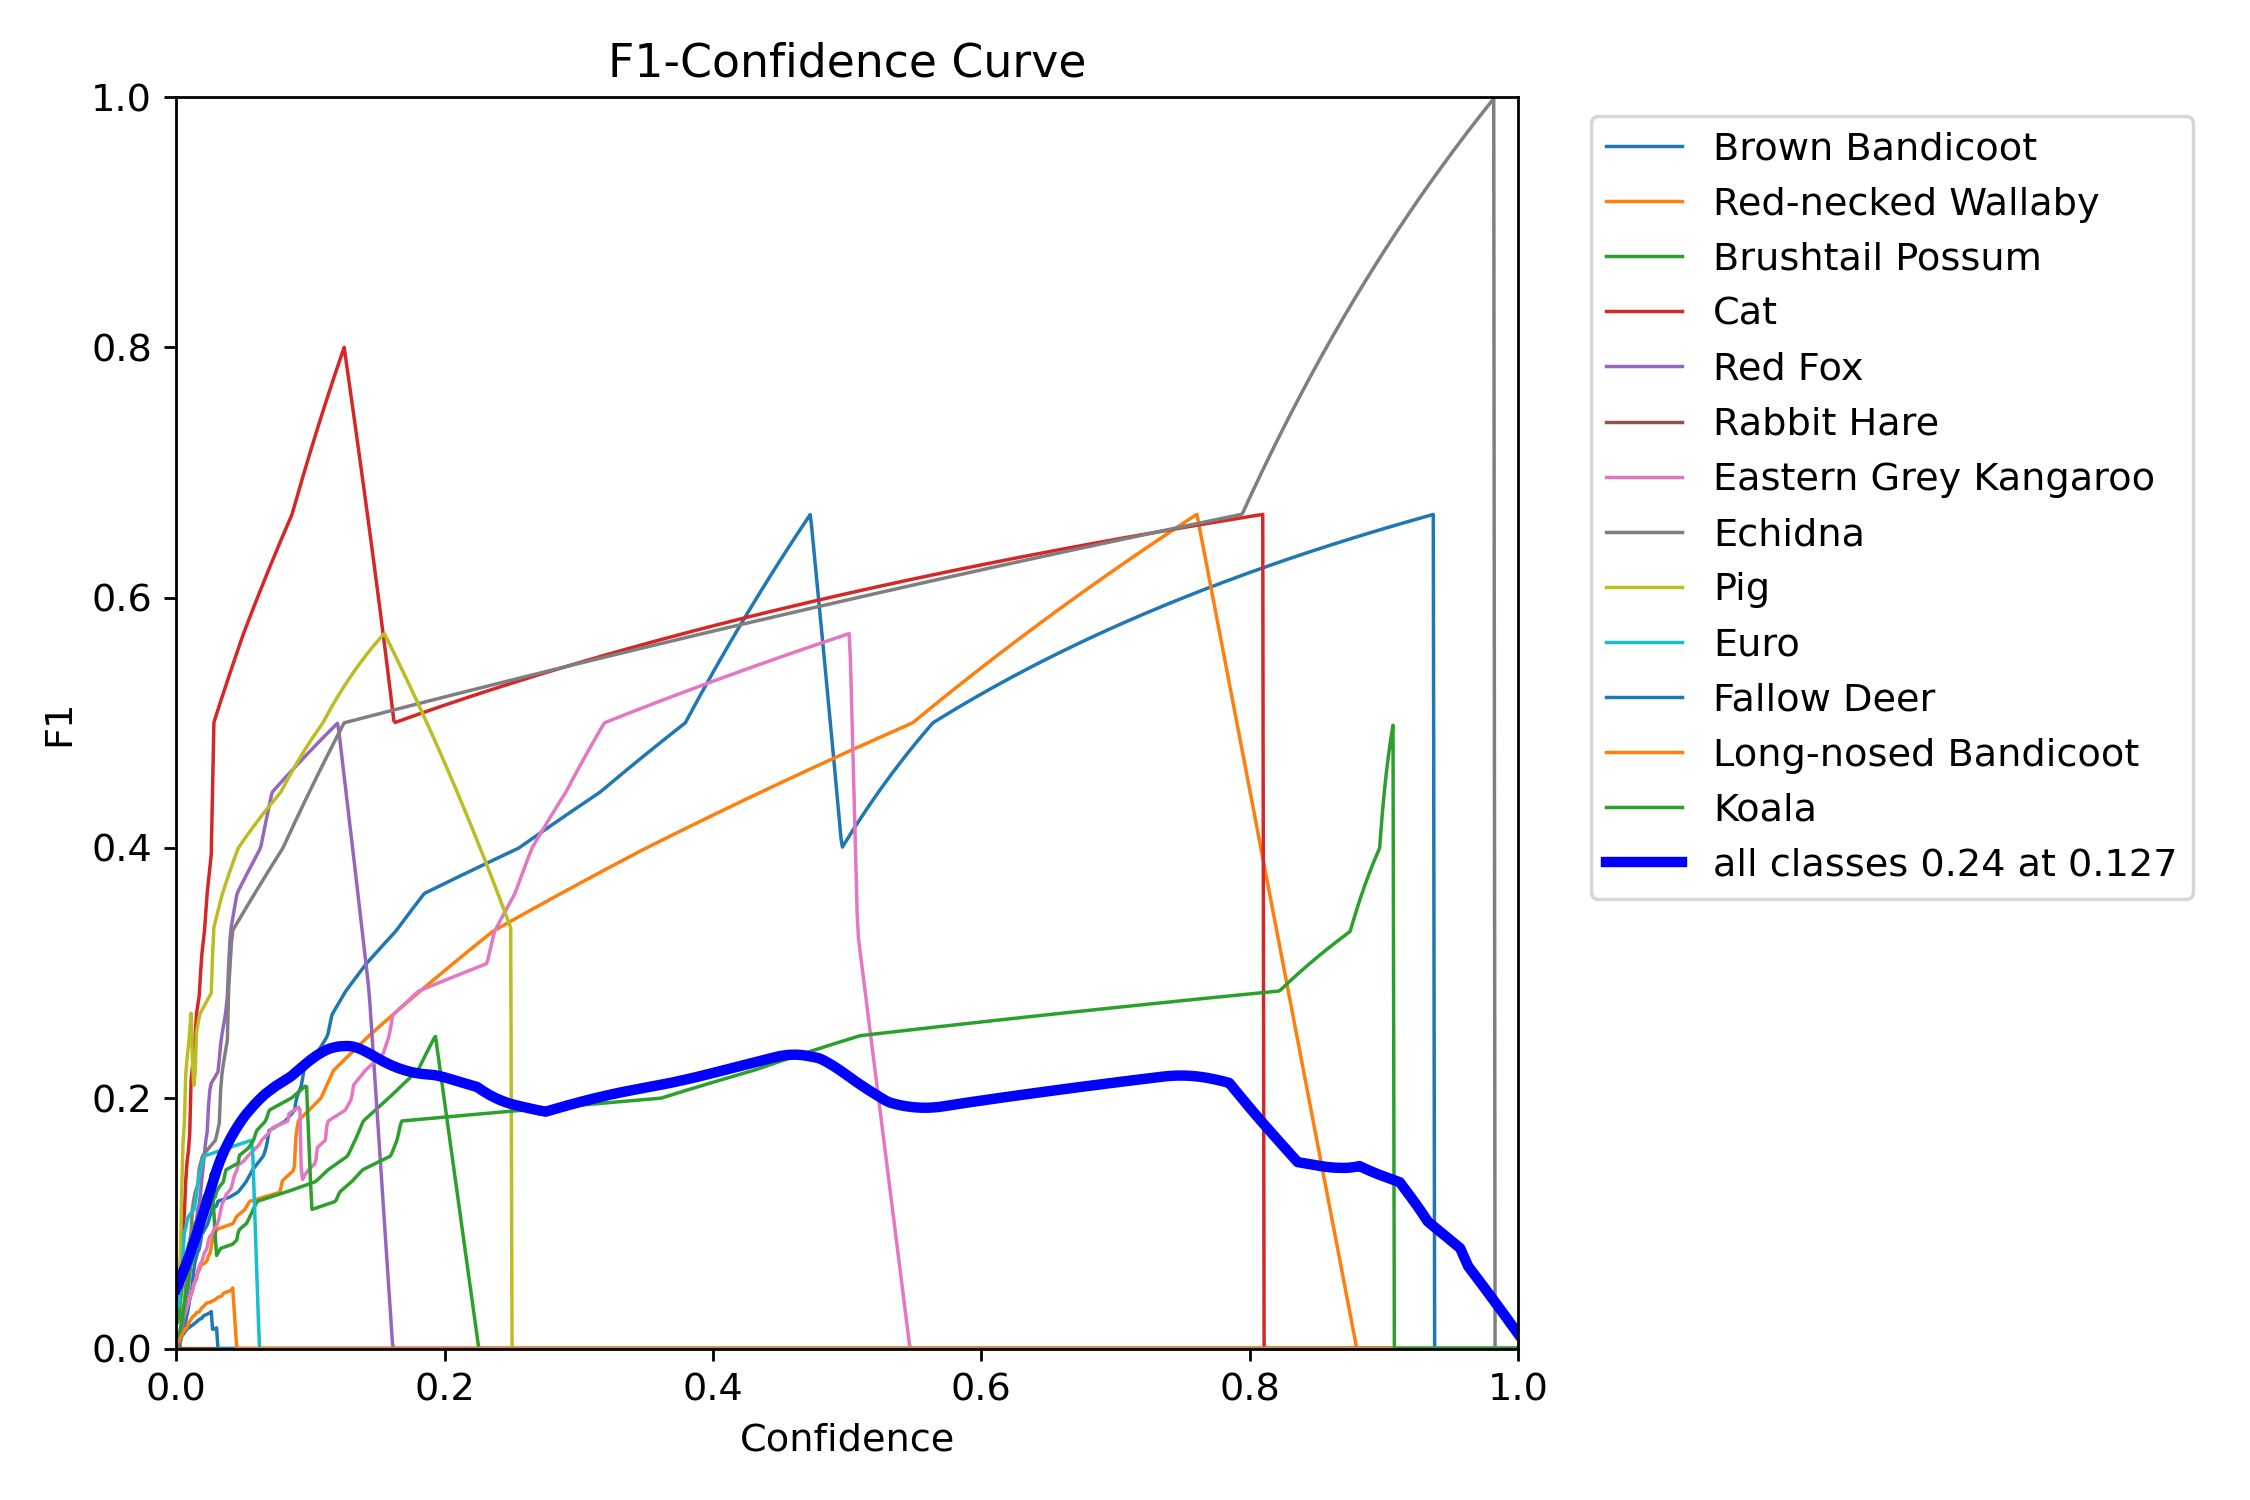 F1-Confidence Curve
1.0
0.8
0.6
0.4
0.2
0.0
F1
0.0 0.2 0.4 0.6 0.8 1.0
Confidence
Brown Bandicoot
Red-necked Wallaby
Brushtail Possum
Cat
Red Fox
Rabbit Hare
Eastern Grey Kangaroo
Echidna
Pig
Euro
Fallow Deer
Long-nosed Bandicoot
Koala
all classes 0.24 at 0.127